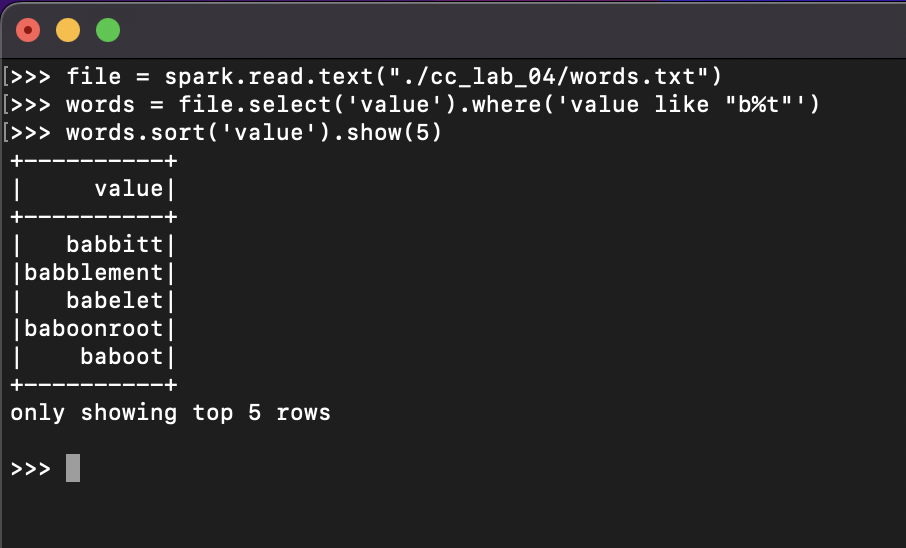 [>>> file = spark.read.text("./cc_lab_04/words.txt")
[>>> words = file.select('value').where('value like "b%t"')
[>>> words.sort('value').show(5)
+----------+
|     value|
+----------+
|   babbitt|
|babblement|
|   babelet|
|baboonroot|
|    baboot|
+----------+
only showing top 5 rows
>>>